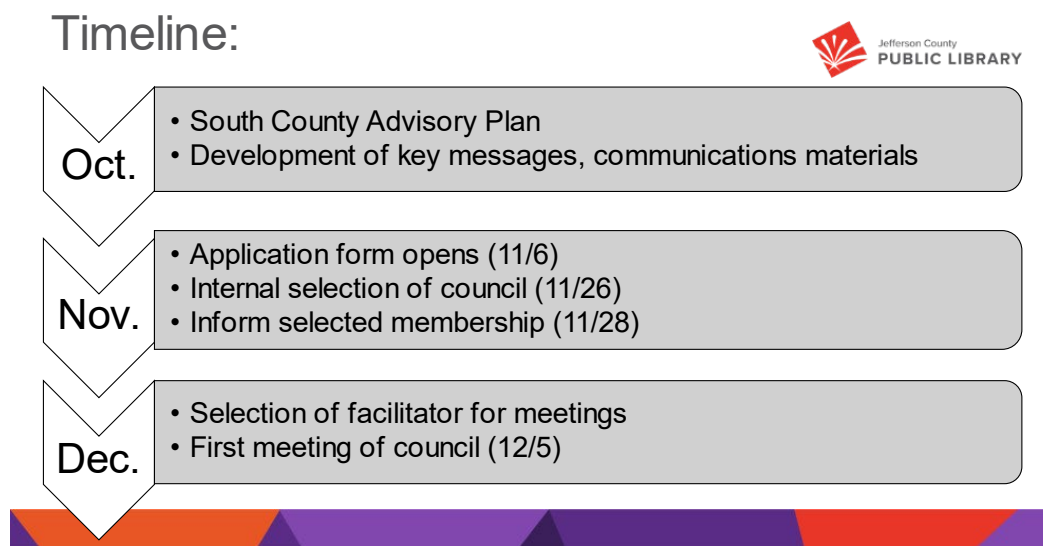 Timeline:
Jefferson County
PUBLIC LIBRARY
Oct.
• South County Advisory Plan
• Development of key messages, communications materials
Nov.
• Application form opens (11/6)
• Internal selection of council (11/26)
• Inform selected membership (11/28)
Dec.
• Selection of facilitator for meetings
• First meeting of council (12/5)